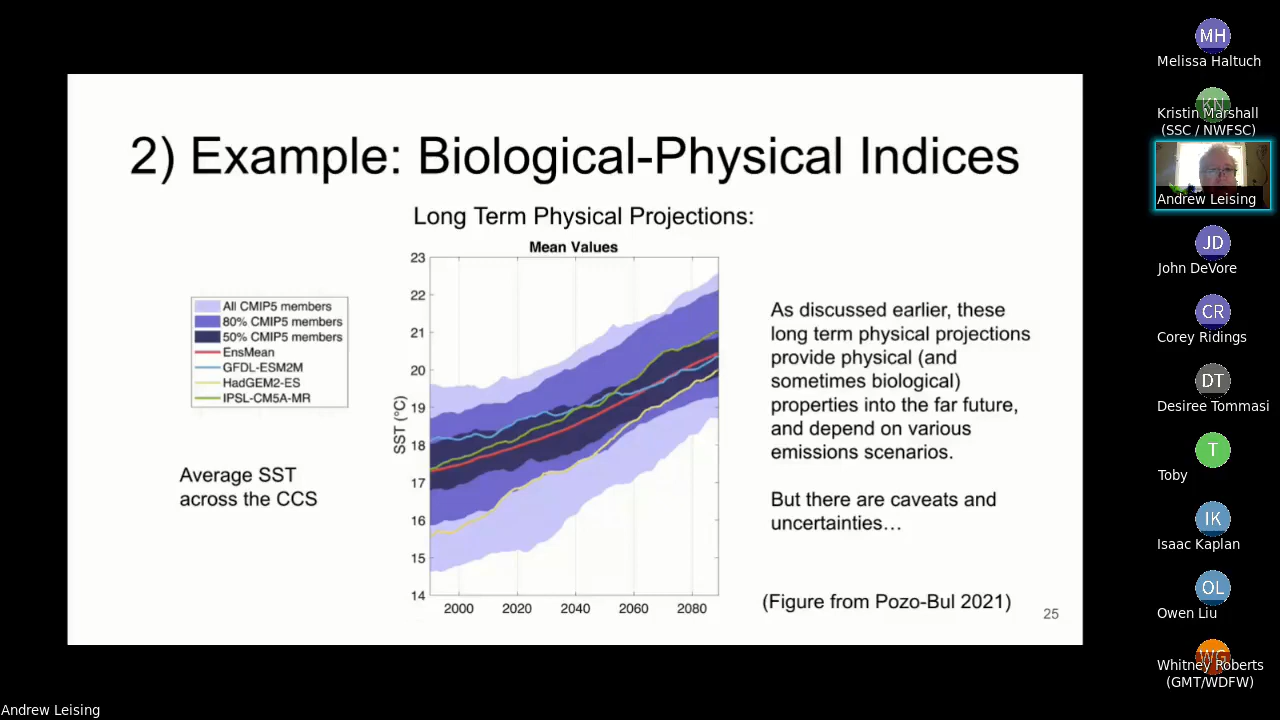 2) Example: Biological-Physical Indices
Long Term Physical Projections:
Mean Values
23
22
21
20
19
18
17
16
15
14
SST (°C)
2000 2020 2040 2060 2080
All CMIP5 members
80% CMIP5 members
50% CMIP5 members
EnsMean
GFDL-ESM2M
HadGEM2-ES
IPSL-CM5A-MR
Average SST
across the CCS
As discussed earlier, these
long term physical projections
provide physical (and
sometimes biological)
properties into the far future,
and depend on various
emissions scenarios.
But there are caveats and
uncertainties…
(Figure from Pozo-Bul 2021)
25
MH
Melissa Haltuch
KN
Kristin Marshall
(SSC / NWFSC)
Andrew Leising
JD
John DeVore
CR
Corey Ridings
DT
Desiree Tommasi
T
Toby
IK
Isaac Kaplan
OL
Owen Liu
WG
Whitney Roberts
(GMT/WDFW)
Andrew Leising